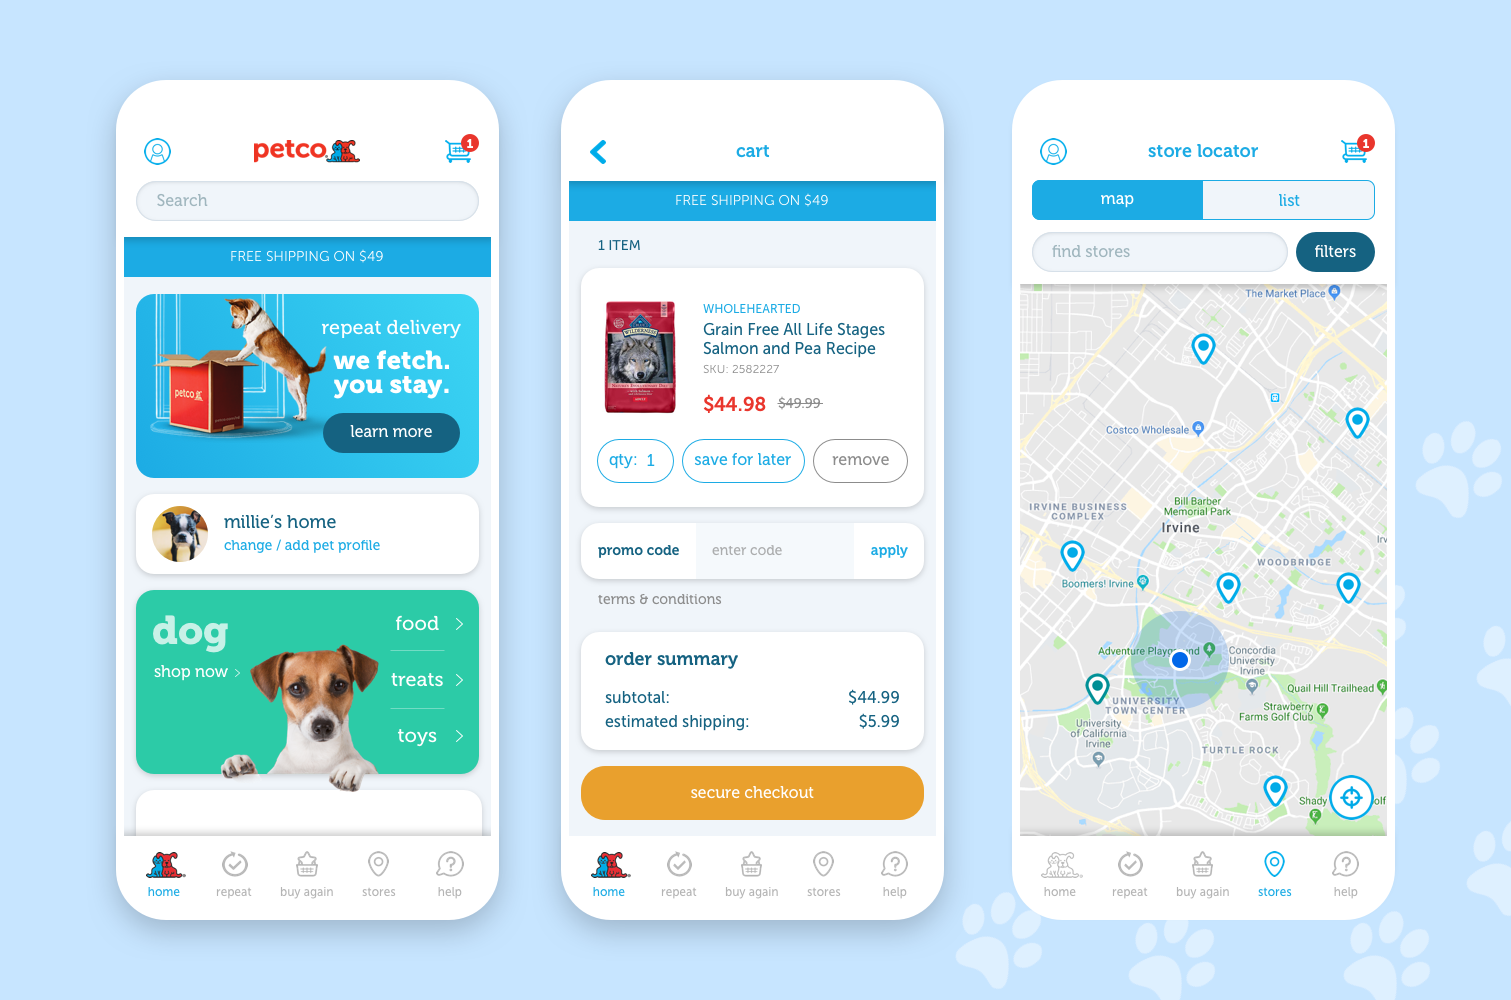 petco
1
Search
FREE SHIPPING ON $49
repeat delivery
we fetch.
you stay.
petco
learn more
millie's home
change / add pet profile
dog
shop now
food
treats
toys
home
repeat
buy again
stores
help
cart
FREE SHIPPING ON $49
1 ITEM
BLUE
WILDERNESS
WHOLEHEARTED
Grain Free All Life Stages
Salmon and Pea Recipe
SKU: 2582227
$44.98 $49.99
qty: 1
save for later
remove
promo code
enter code
apply
terms & conditions
order summary
subtotal: $44.99
estimated shipping: $5.99
secure checkout
home
repeat
buy again
stores
help
store locator
1
map
list
find stores
filters
The Market Place
Costco Wholesale
Bill Barber
Memorial Park
IRVINE BUSINESS
COMPLEX
Irvine
Irv
WOODBRIDGE
Boomers! Irvine
Adventure Playground
Concordia
University
Irvine
Quail Hill Trailhead
UNIVERSITY
TOWN CENTER
Strawberry
Farms Golf Club
University
of California
Irvine
TURTLE ROCK
Shady
olf
home
repeat
buy again
stores
help